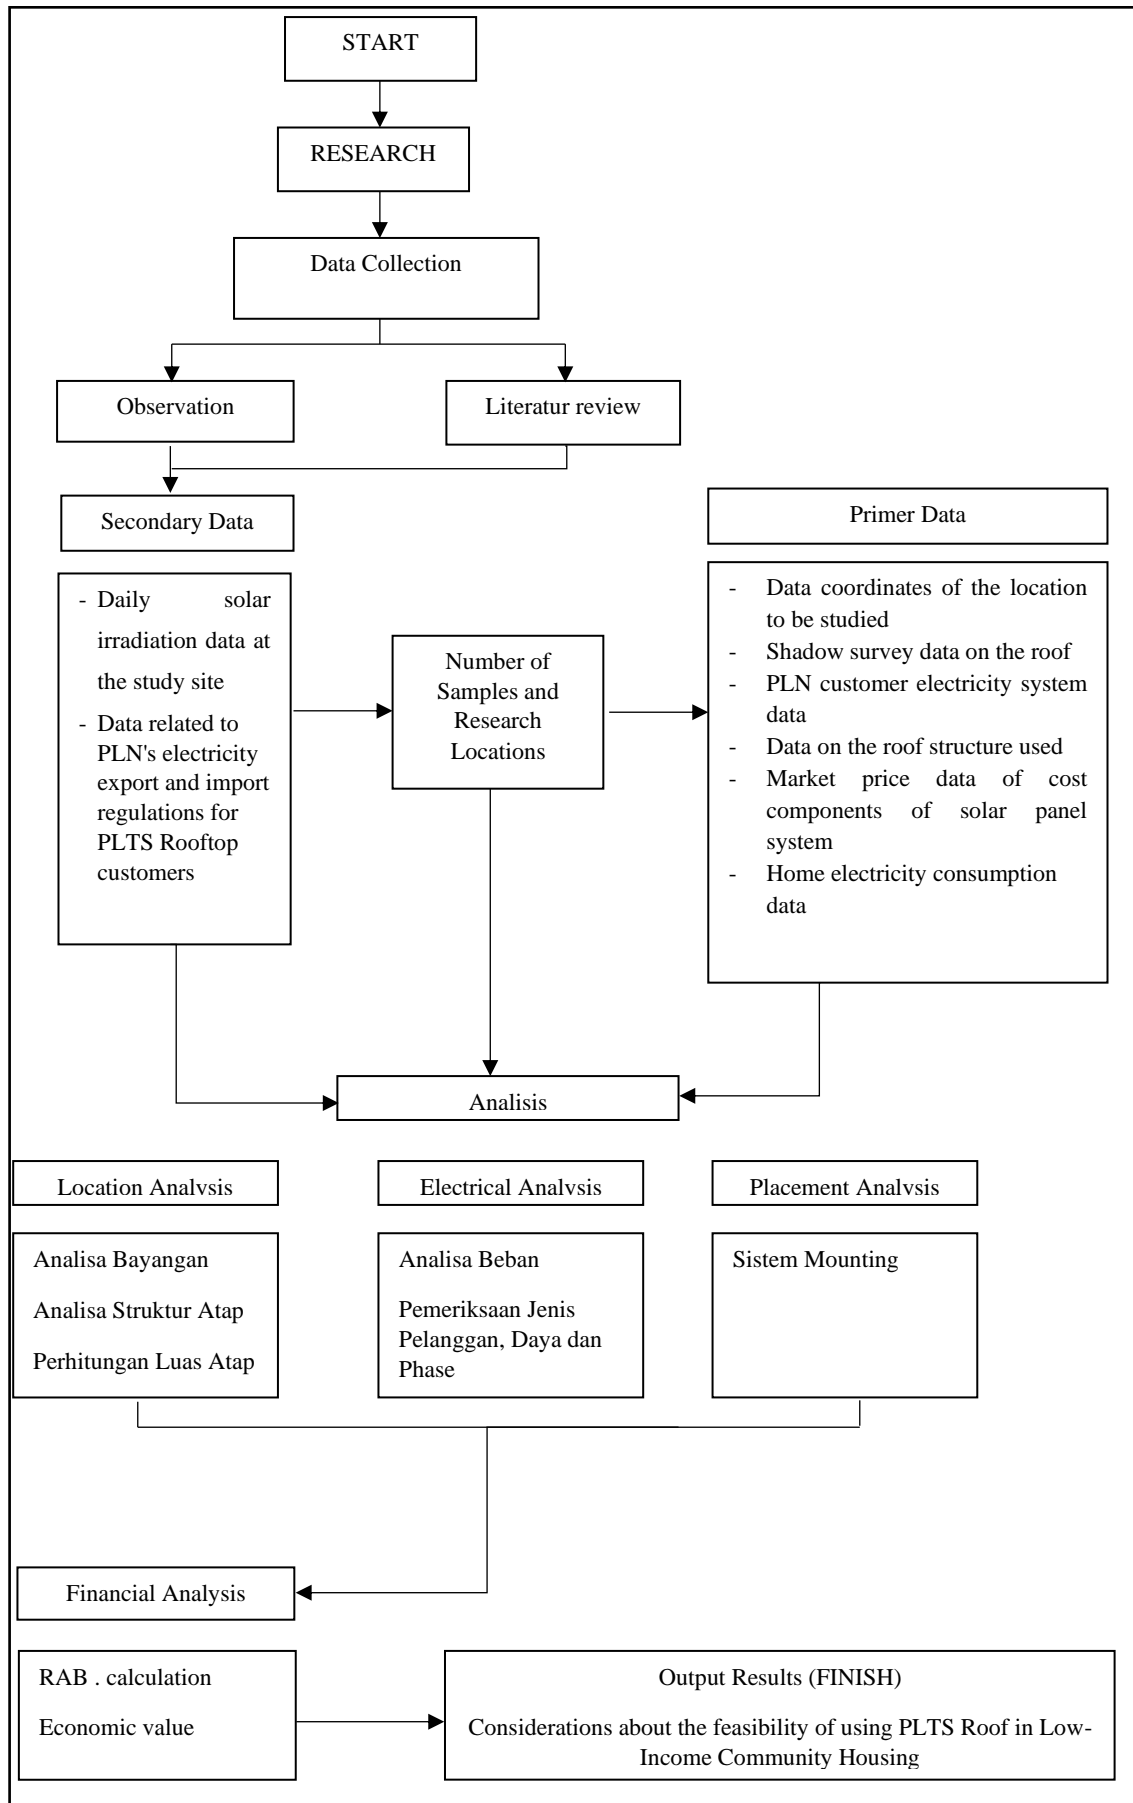 START
RESEARCH
Data Collection
Observation
Literatur review
Secondary Data
Primer Data
- Daily solar
irradiation data at
the study site
- Data related to
PLN's electricity
export and import
regulations for
PLTS Rooftop
customers
Number of
Samples and
Research
Locations
- Data coordinates of the location
to be studied
- Shadow survey data on the roof
- PLN customer electricity system
data
- Data on the roof structure used
- Market price data of cost
components of solar panel
system
- Home electricity consumption
data
Analisis
Location Analysis
Electrical Analysis
Placement Analysis
Analisa Bayangan
Analisa Struktur Atap
Perhitungan Luas Atap
Analisa Beban
Pemeriksaan Jenis
Pelanggan, Daya dan
Phase
Sistem Mounting
Financial Analysis
RAB . calculation
Economic value
Output Results (FINISH)
Considerations about the feasibility of using PLTS Roof in Low-
Income Community Housing